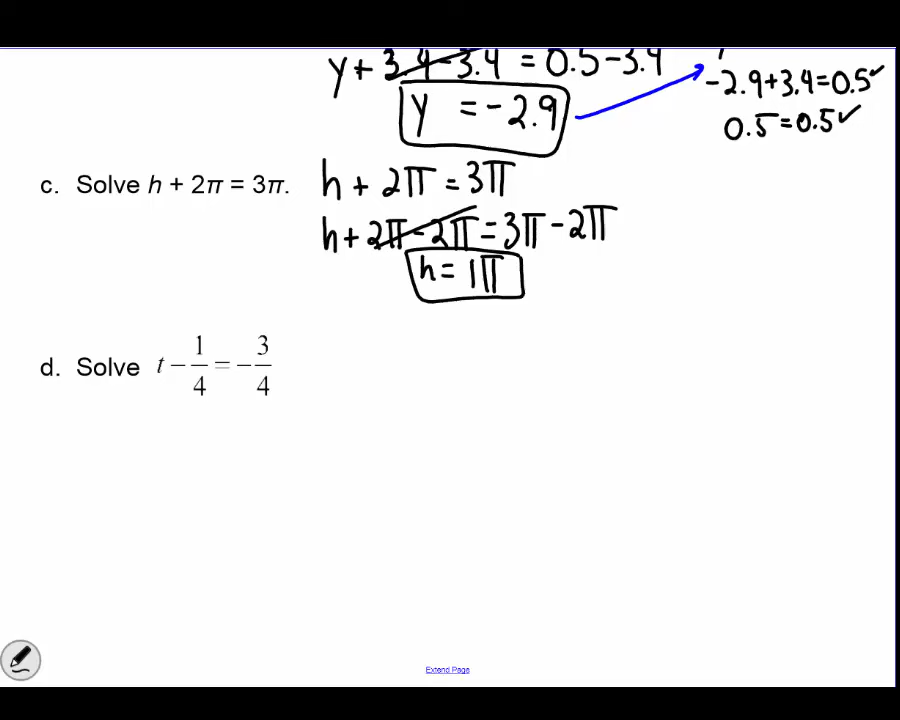 y + 3.4 - 3.4 = 0.5 - 3.4
-2.9 + 3.4 = 0.5 ✓
y = -2.9
0.5 = 0.5 ✓
c. Solve h + 2π = 3π. h + 2π = 3π
h + 2π - 2π = 3π - 2π
h = 1π
d. Solve t - 1/4 = - 3/4
Extend Page